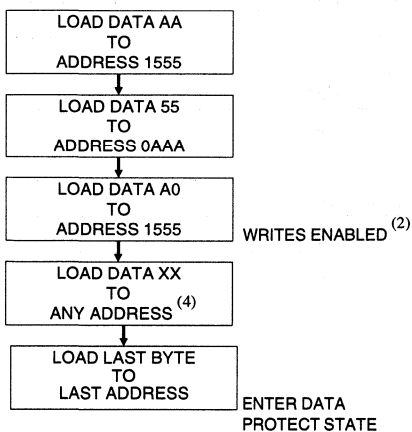 LOAD DATA AA
TO
ADDRESS 1555
LOAD DATA 55
TO
ADDRESS 0AAA
LOAD DATA A0
TO
ADDRESS 1555
WRITES ENABLED (2)
LOAD DATA XX
TO
ANY ADDRESS (4)
LOAD LAST BYTE
TO
LAST ADDRESS
ENTER DATA
PROTECT STATE